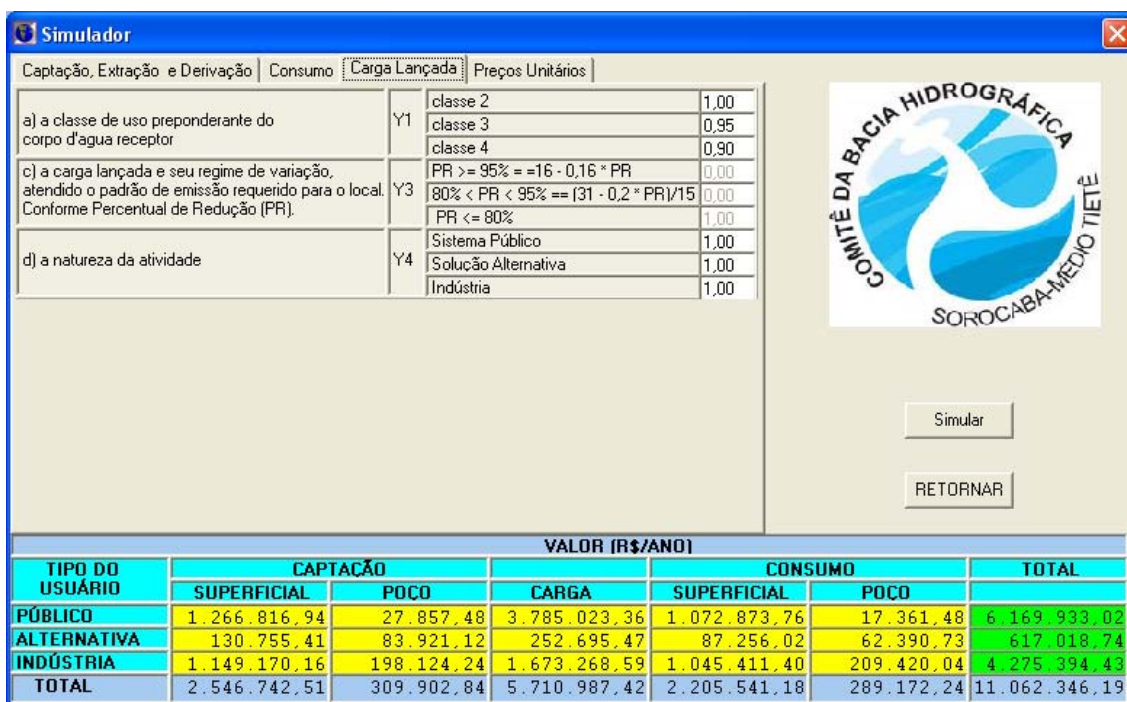 Simulador
Captação, Extração e Derivação Consumo Carga Lançada Preços Unitários
a) a classe de uso preponderante do
corpo d'agua receptor
Y1
classe 2 1,00
classe 3 0,95
classe 4 0,90
c) a carga lançada e seu regime de variação,
atendido o padrão de emissão requerido para o local.
Conforme Percentual de Redução (PR).
Y3
PR >= 95% = =16 - 0,16 * PR 0,00
80% < PR < 95% == (31 - 0,2 * PR)/15 0,00
PR <= 80% 1,00
d) a natureza da atividade
Y4
Sistema Público 1,00
Solução Alternativa 1,00
Indústria 1,00
COMITÊ DA BACIA HIDROGRÁFICA
SOROCABA-MÉDIO TIETÊ
Simular
RETORNAR
VALOR (R$/ANO)
TIPO DO
USUÁRIO
CAPTAÇÃO CONSUMO TOTAL
SUPERFICIAL POÇO CARGA SUPERFICIAL POÇO
PÚBLICO 1.266.816,94 27.857,48 3.785.023,36 1.072.873,76 17.361,48 6.169.933,02
ALTERNATIVA 130.755,41 83.921,12 252.695,47 87.256,02 62.390,73 617.018,74
INDÚSTRIA 1.149.170,16 198.124,24 1.673.268,59 1.045.411,40 209.420,04 4.275.394,43
TOTAL 2.546.742,51 309.902,84 5.710.987,42 2.205.541,18 289.172,24 11.062.346,19